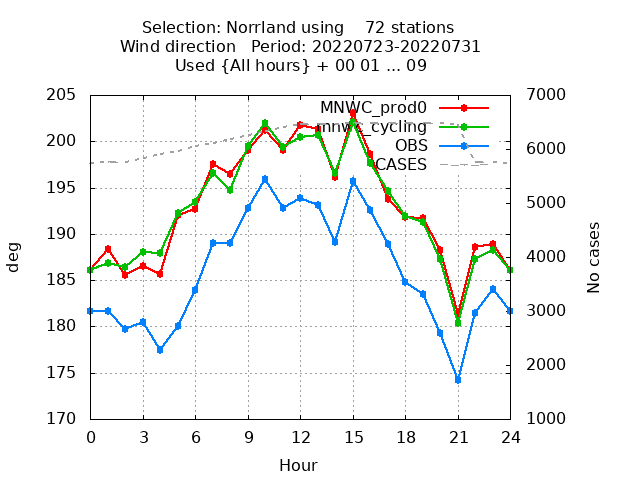 Selection: Norrland using    72 stations
Wind direction   Period: 20220723-20220731
Used {All hours} + 00 01 ... 09
205 7000
MNWC_prod0
mnwc_cycling
200 6000
OBS
CASES
195
190 5000
185 4000
180 3000
175 2000
170 1000
deg
No cases
0 3 6 9 12 15 18 21 24
Hour